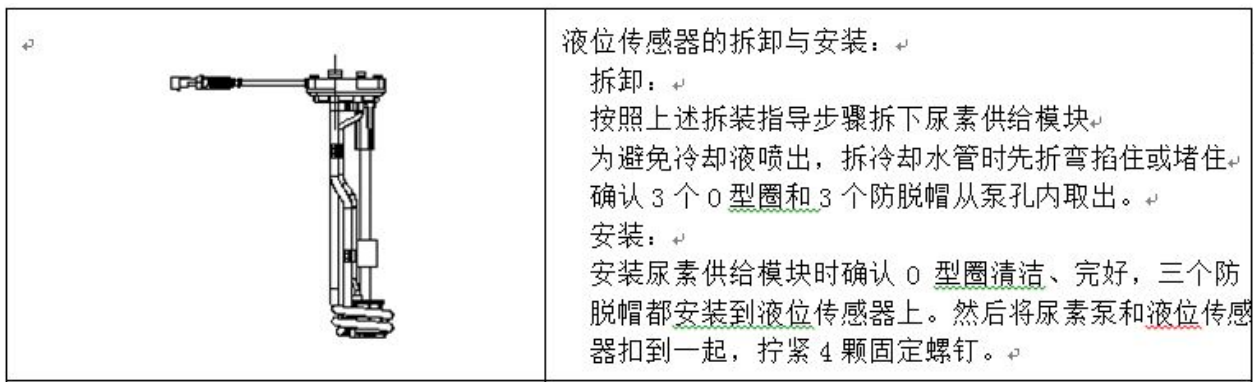 液位传感器的拆卸与安装：
拆卸：
按照上述拆装指导步骤拆下尿素供给模块
为避免冷却液喷出，拆冷却水管时先折弯掐住或堵住
确认3个O型圈和3个防脱帽从泵孔内取出。
安装：
安装尿素供给模块时确认 O 型圈清洁、完好，三个防
脱帽都安装到液位传感器上。然后将尿素泵和液位传感
器扣到一起，拧紧4颗固定螺钉。